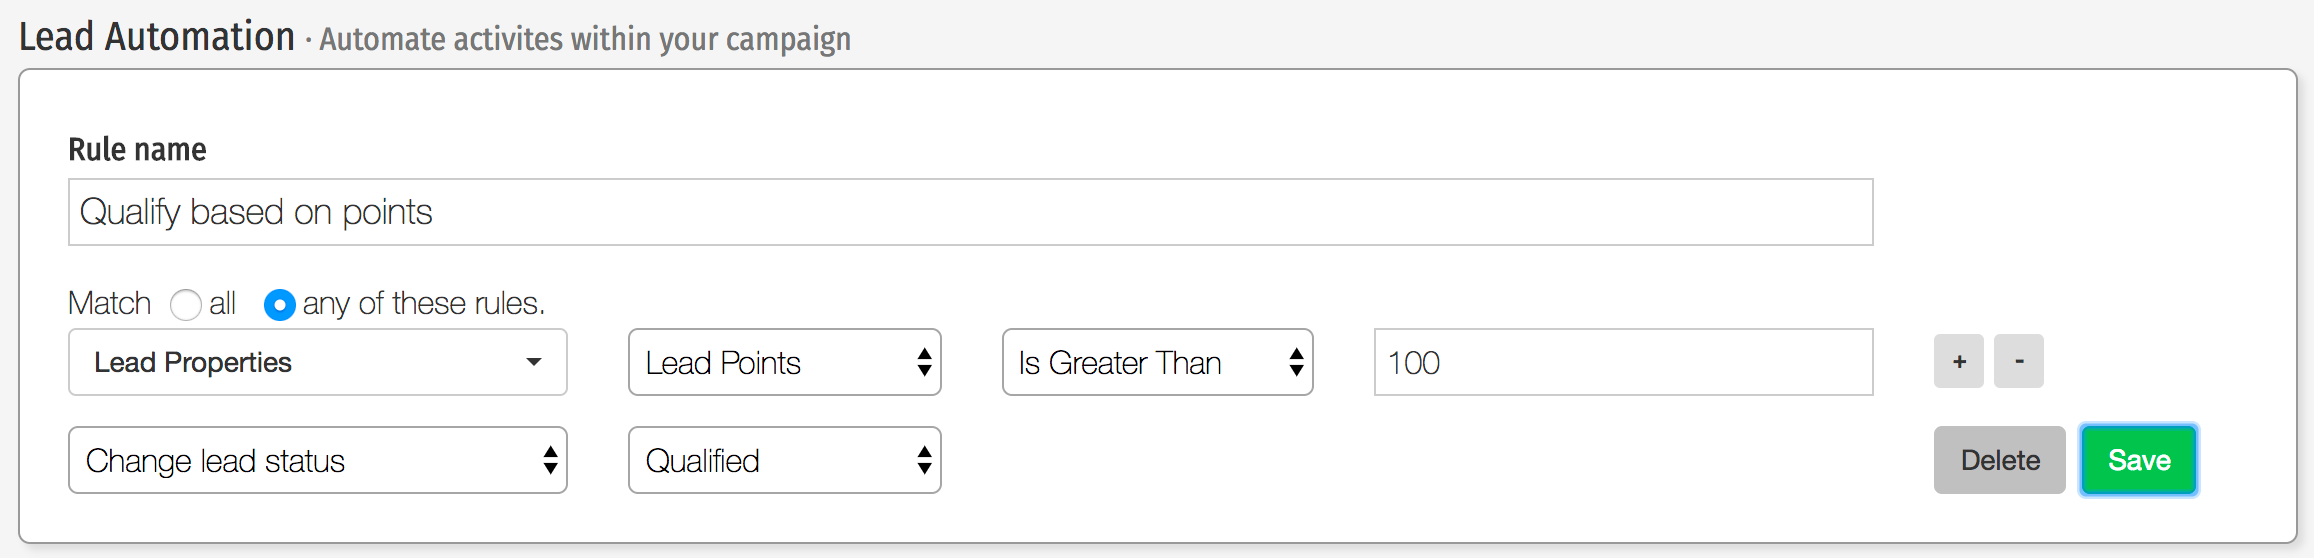 Lead Automation · Automate activites within your campaign
Rule name
Qualify based on points
Match all any of these rules.
Lead Properties Lead Points Is Greater Than 100 + -
Change lead status Qualified Delete Save